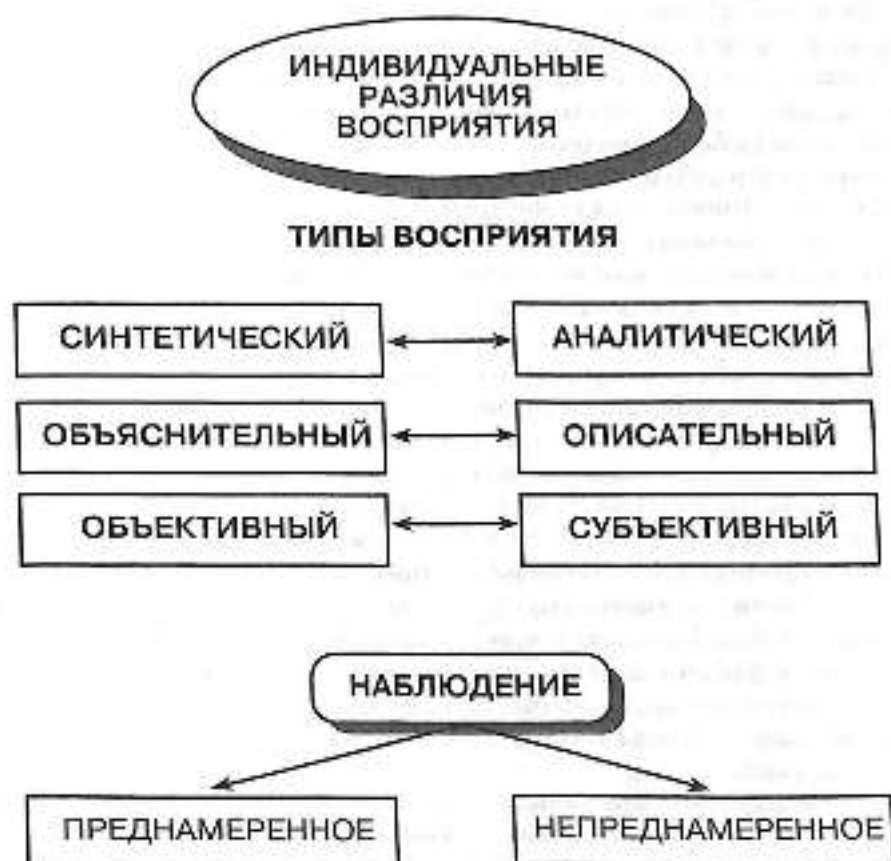 ИНДИВИДУАЛЬНЫЕ
РАЗЛИЧИЯ
ВОСПРИЯТИЯ
ТИПЫ ВОСПРИЯТИЯ
СИНТЕТИЧЕСКИЙ АНАЛИТИЧЕСКИЙ
ОБЪЯСНИТЕЛЬНЫЙ ОПИСАТЕЛЬНЫЙ
ОБЪЕКТИВНЫЙ СУБЪЕКТИВНЫЙ
НАБЛЮДЕНИЕ
ПРЕДНАМЕРЕННОЕ НЕПРЕДНАМЕРЕННОЕ